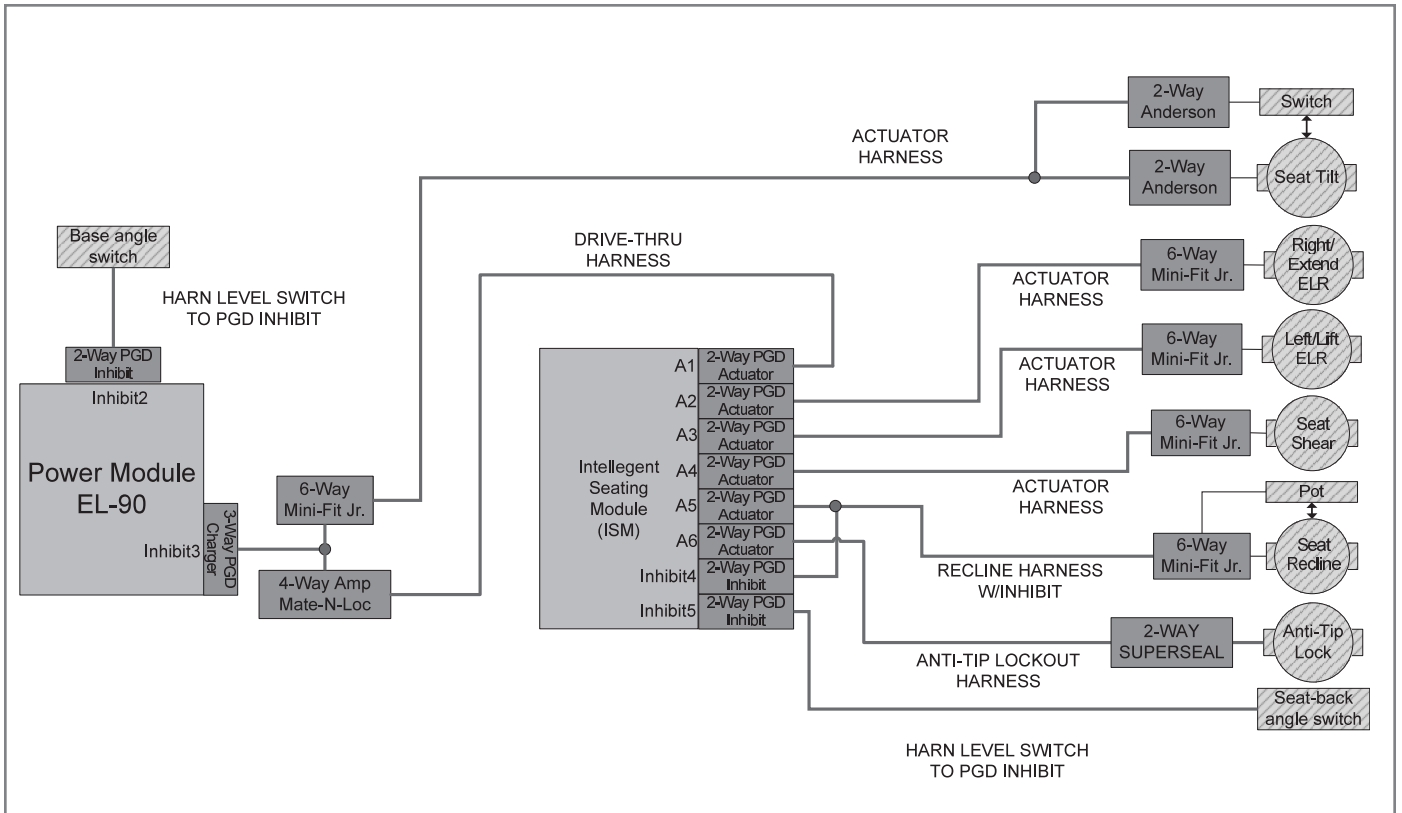 2-Way
Anderson
Switch
ACTUATOR
HARNESS
2-Way
Anderson
Seat Tilt
Base angle
switch
DRIVE-THRU
HARNESS
HARN LEVEL SWITCH
TO PGD INHIBIT
ACTUATOR
HARNESS
6-Way
Mini-Fit Jr.
Right/
Extend
ELR
2-Way PGD
Inhibit
Inhibit2
Power Module
EL-90
Inhibit3
3-Way PGD
Charger
6-Way
Mini-Fit Jr.
4-Way Amp
Mate-N-Loc
Intellegent
Seating
Module
(ISM)
A1
2-Way PGD
Actuator
A2
2-Way PGD
Actuator
A3
2-Way PGD
Actuator
A4
2-Way PGD
Actuator
A5
2-Way PGD
Actuator
A6
2-Way PGD
Actuator
Inhibit4
2-Way PGD
Inhibit
Inhibit5
2-Way PGD
Inhibit
ACTUATOR
HARNESS
6-Way
Mini-Fit Jr.
Left/Lift
ELR
ACTUATOR
HARNESS
6-Way
Mini-Fit Jr.
Seat
Shear
Pot
RECLINE HARNESS
W/INHIBIT
6-Way
Mini-Fit Jr.
Seat
Recline
ANTI-TIP LOCKOUT
HARNESS
2-WAY
SUPERSEAL
Anti-Tip
Lock
Seat-back
angle switch
HARN LEVEL SWITCH
TO PGD INHIBIT